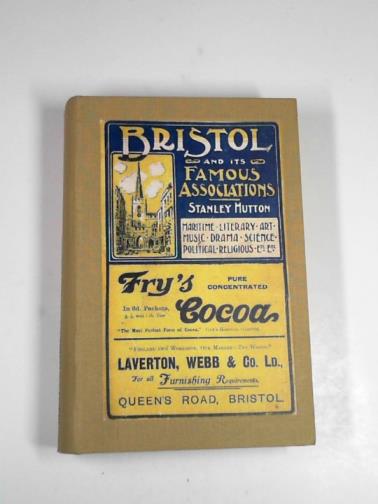 BRISTOL
AND ITS
FAMOUS
ASSOCIATIONS
STANLEY HUTTON
MARITIME · LITERARY · ART ·
MUSIC · DRAMA · SCIENCE ·
POLITICAL · RELIGIOUS · Etc Etc
Fry's
PURE
CONCENTRATED
In 6d. Packets,
Cocoa,
"The Most Perfect Form of Cocoa."
LAVERTON, WEBB & Co. LD.,
For all Furnishing Requirements,
QUEEN'S ROAD, BRISTOL